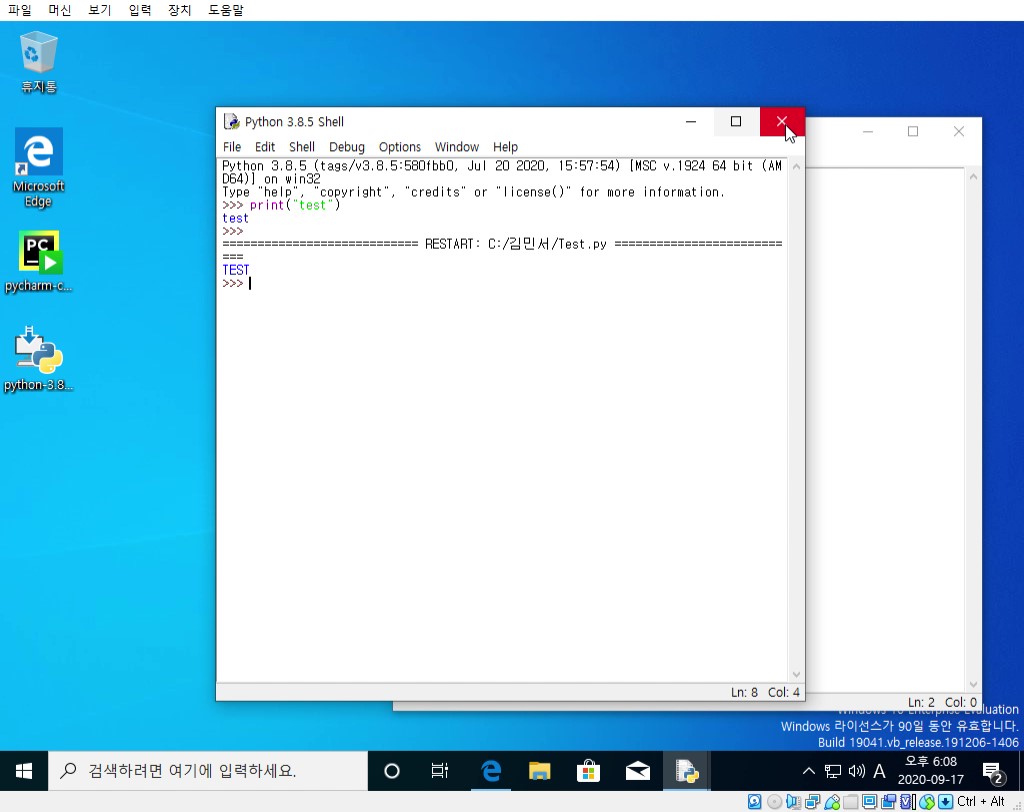 파일 머신 보기 입력 장치 도움말
휴지통
Microsoft
Edge
PC
pycharm-c...
python-3.8...
Python 3.8.5 Shell
File Edit Shell Debug Options Window Help
Python 3.8.5 (tags/v3.8.5:580fbb0, Jul 20 2020, 15:57:54) [MSC v.1924 64 bit (AM
D64)] on win32
Type "help", "copyright", "credits" or "license()" for more information.
>>> print("test")
test
>>>
============================ RESTART: C:/김민서/Test.py ========================
===
TEST
>>>
Ln: 8 Col: 4
Ln: 2 Col: 0
Windows 10 Enterprise Evaluation
Windows 라이선스가 90일 동안 유효합니다.
Build 19041.vb_release.191206-1406
검색하려면 여기에 입력하세요.
A
오후 6:08
2020-09-17
2
Ctrl + Alt